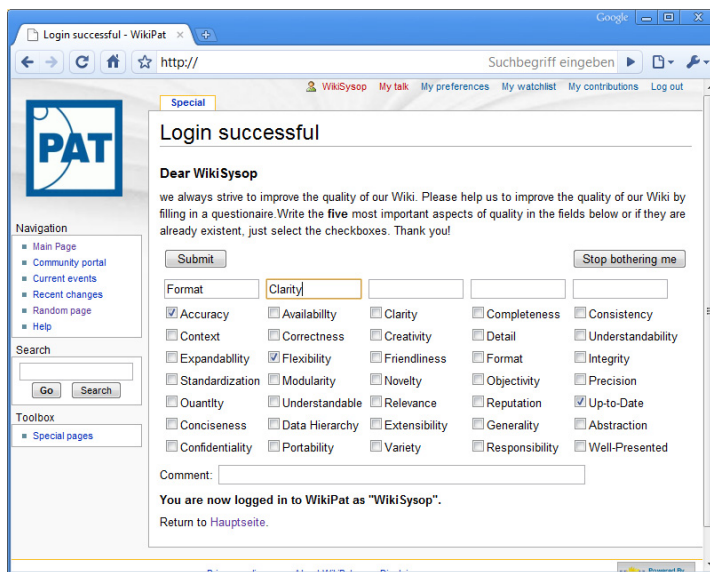 Google
Login successful - WikiPat
http://
Suchbegriff eingeben
WikiSysop My talk My preferences My watchlist My contributions Log out
Special
PAT
Login successful
Dear WikiSysop
we always strive to improve the quality of our Wiki. Please help us to improve the quality of our Wiki by
filling in a questionaire.Write the five most important aspects of quality in the fields below or if they are
already existent, just select the checkboxes. Thank you!
Submit Stop bothering me
Format Clarity
Accuracy Availabillty Clarity Completeness Consistency
Context Correctness Creativity Detail Understandability
Expandabllity Flexibility Friendliness Format Integrity
Standardization Modularity Novelty Objectivity Precision
Ouantlty Understandable Relevance Reputation Up-to-Date
Conciseness Data Hierarchy Extensibility Generality Abstraction
Confidentiality Portability Variety Responsibility Well-Presented
Comment:
You are now logged in to WikiPat as "WikiSysop".
Return to Hauptseite.
Navigation
Main Page
Community portal
Current events
Recent changes
Random page
Help
Search
Go Search
Toolbox
Special pages
Powered By